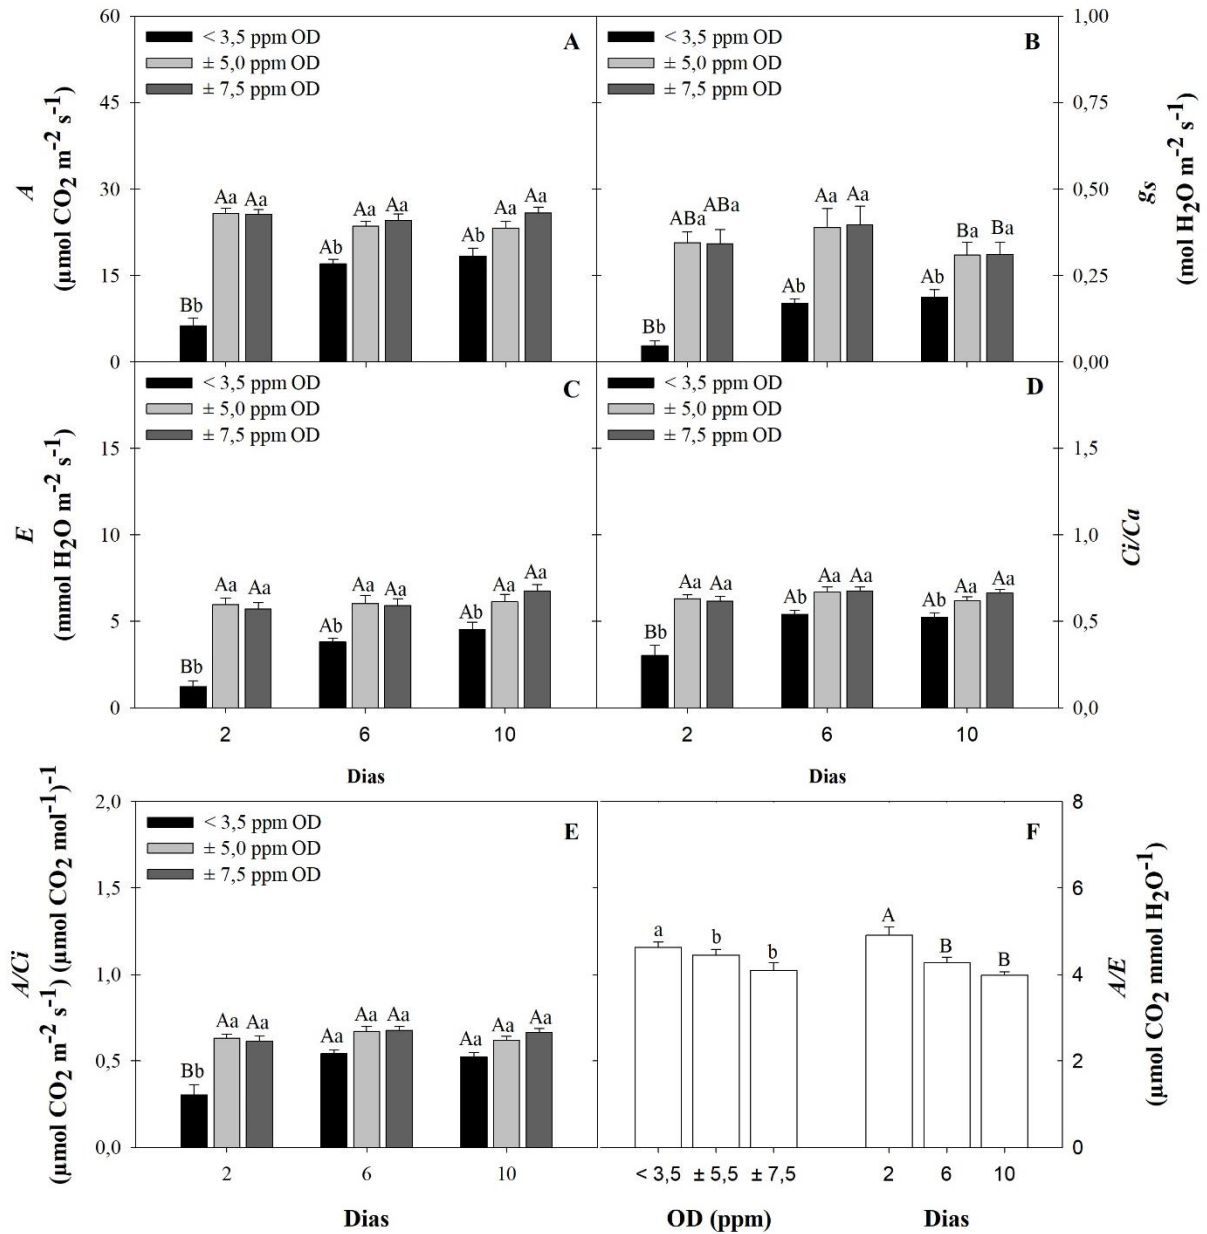 60
45
30
15
0
A
(µmol CO2 m-2 s-1)
< 3,5 ppm OD
± 5,0 ppm OD
± 7,5 ppm OD
A
Bb Aa Aa
Ab Aa Aa
Ab Aa Aa
< 3,5 ppm OD
± 5,0 ppm OD
± 7,5 ppm OD
B
Bb ABa ABa
Ab Aa Aa
Ab Ba Ba
1,00
0,75
0,50
0,25
0,00
gs
(mol H2O m-2 s-1)
15
10
5
0
E
(mmol H2O m-2 s-1)
< 3,5 ppm OD
± 5,0 ppm OD
± 7,5 ppm OD
C
Bb Aa Aa
Ab Aa Aa
Ab Aa Aa
2 6 10
Dias
< 3,5 ppm OD
± 5,0 ppm OD
± 7,5 ppm OD
D
Bb Aa Aa
Ab Aa Aa
Ab Aa Aa
2 6 10
Dias
1,5
1,0
0,5
0,0
Ci/Ca
2,0
1,5
1,0
0,5
0,0
A/Ci
(µmol CO2 m-2 s-1) (µmol CO2 mol-1)-1
< 3,5 ppm OD
± 5,0 ppm OD
± 7,5 ppm OD
E
Bb Aa Aa
Aa Aa Aa
Aa Aa Aa
2 6 10
Dias
F
a b b
A B B
< 3,5 ± 5,5 ± 7,5
OD (ppm)
2 6 10
Dias
8
6
4
2
0
A/E
(µmol CO2 mmol H2O-1)